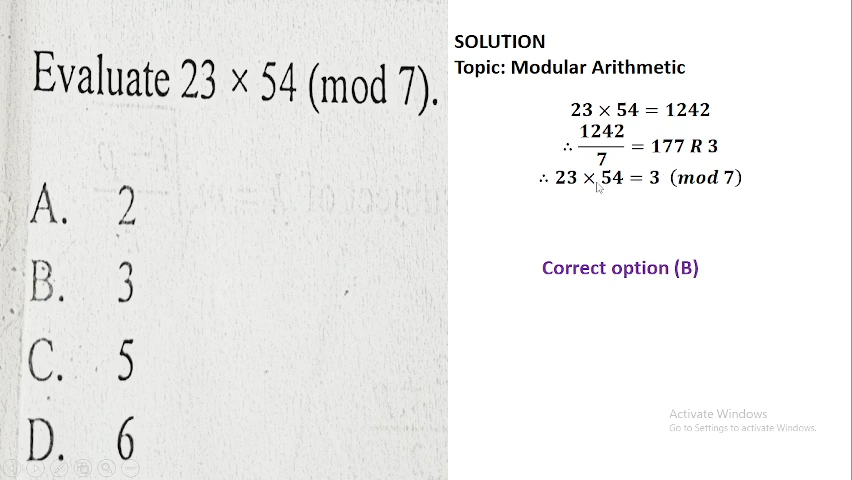 Evaluate 23 × 54 (mod 7).
A. 2
B. 3
C. 5
D. 6
SOLUTION
Topic: Modular Arithmetic
23 × 54 = 1242
∴ 1242/7 = 177 R 3
∴ 23 × 54 = 3 (mod 7)
Correct option (B)
Activate Windows
Go to Settings to activate Windows.